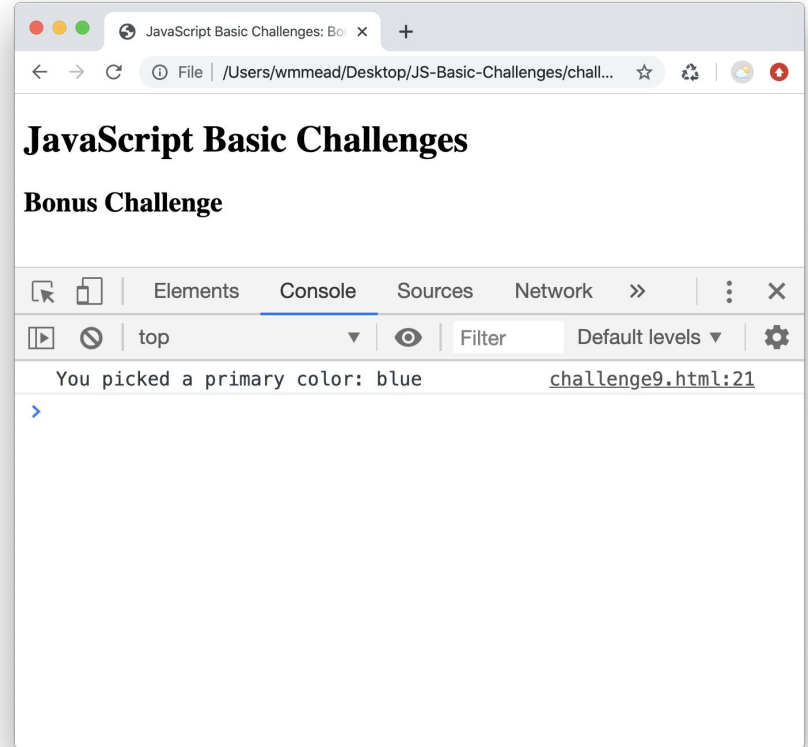 JavaScript Basic Challenges: Bo
File | /Users/wmmead/Desktop/JS-Basic-Challenges/chall...
JavaScript Basic Challenges
Bonus Challenge
Elements Console Sources Network »
top Filter Default levels
You picked a primary color: blue challenge9.html:21